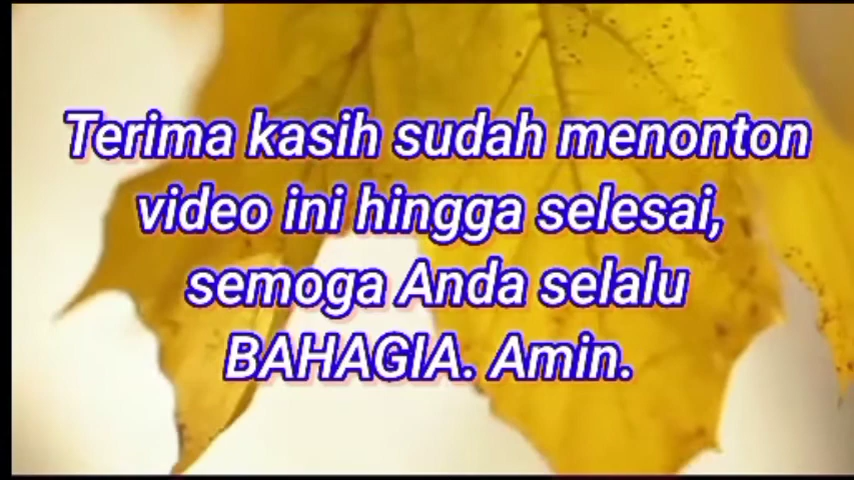 Terima kasih sudah menonton
video ini hingga selesai,
semoga Anda selalu
BAHAGIA. Amin.